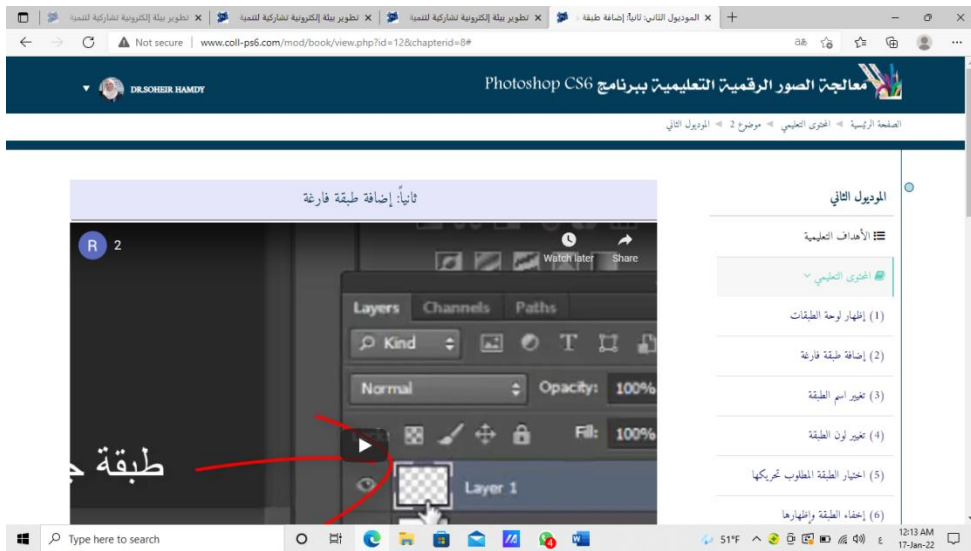 تطوير بيئة إلكترونية تشاركية لتنمية
تطوير بيئة إلكترونية تشاركية لتنمية
تطوير بيئة إلكترونية تشاركية لتنمية
الموديول الثاني: ثانياً: إضافة طبقة
Not secure | www.coll-ps6.com/mod/book/view.php?id=12&chapterid=8#
معالجة الصور الرقمية التعليمية ببرنامج Photoshop CS6
DR.SOHEIR HAMDY
الصفحة الرئيسية ◄ المحتوى التعليمي ◄ موضوع 2 ◄ الموديول الثاني
الموديول الثاني
الأهداف التعليمية
المحتوى التعليمي
(1) إظهار لوحة الطبقات
(2) إضافة طبقة فارغة
(3) تغيير اسم الطبقة
(4) تغيير لون الطبقة
(5) اختيار الطبقة المطلوب تحريكها
(6) إخفاء الطبقة وإظهارها
ثانياً: إضافة طبقة فارغة
R 2
Watch later Share
Layers Channels Paths
Kind
Normal Opacity: 100%
Fill: 100%
Layer 1
طبقة ج
Type here to search
51°F
ع
12:13 AM
17-Jan-22